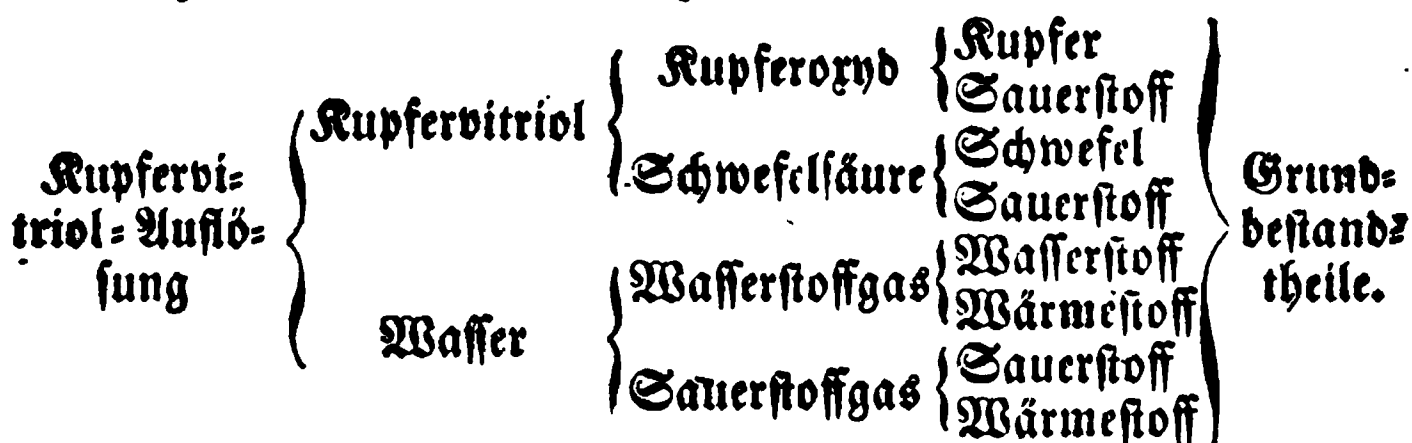 Kupfervi=
triol=Auflö=
sung
Kupfervitriol
Wasser
Kupferoxyd
Schwefelsäure
Wasserstoffgas
Sauerstoffgas
Kupfer
Sauerstoff
Schwefel
Sauerstoff
Wasserstoff
Wärmestoff
Sauerstoff
Wärmestoff
Grund=
bestand=
theile.